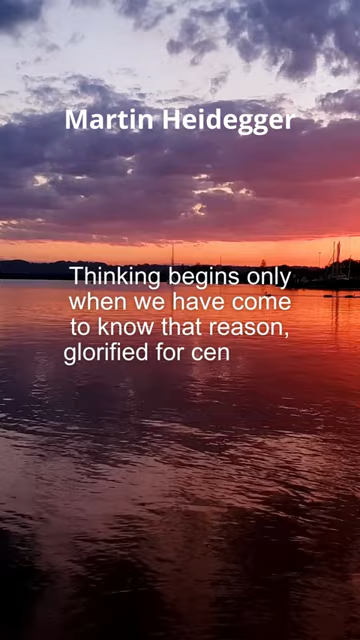 Martin Heidegger
Thinking begins only
when we have come
to know that reason,
glorified for cen